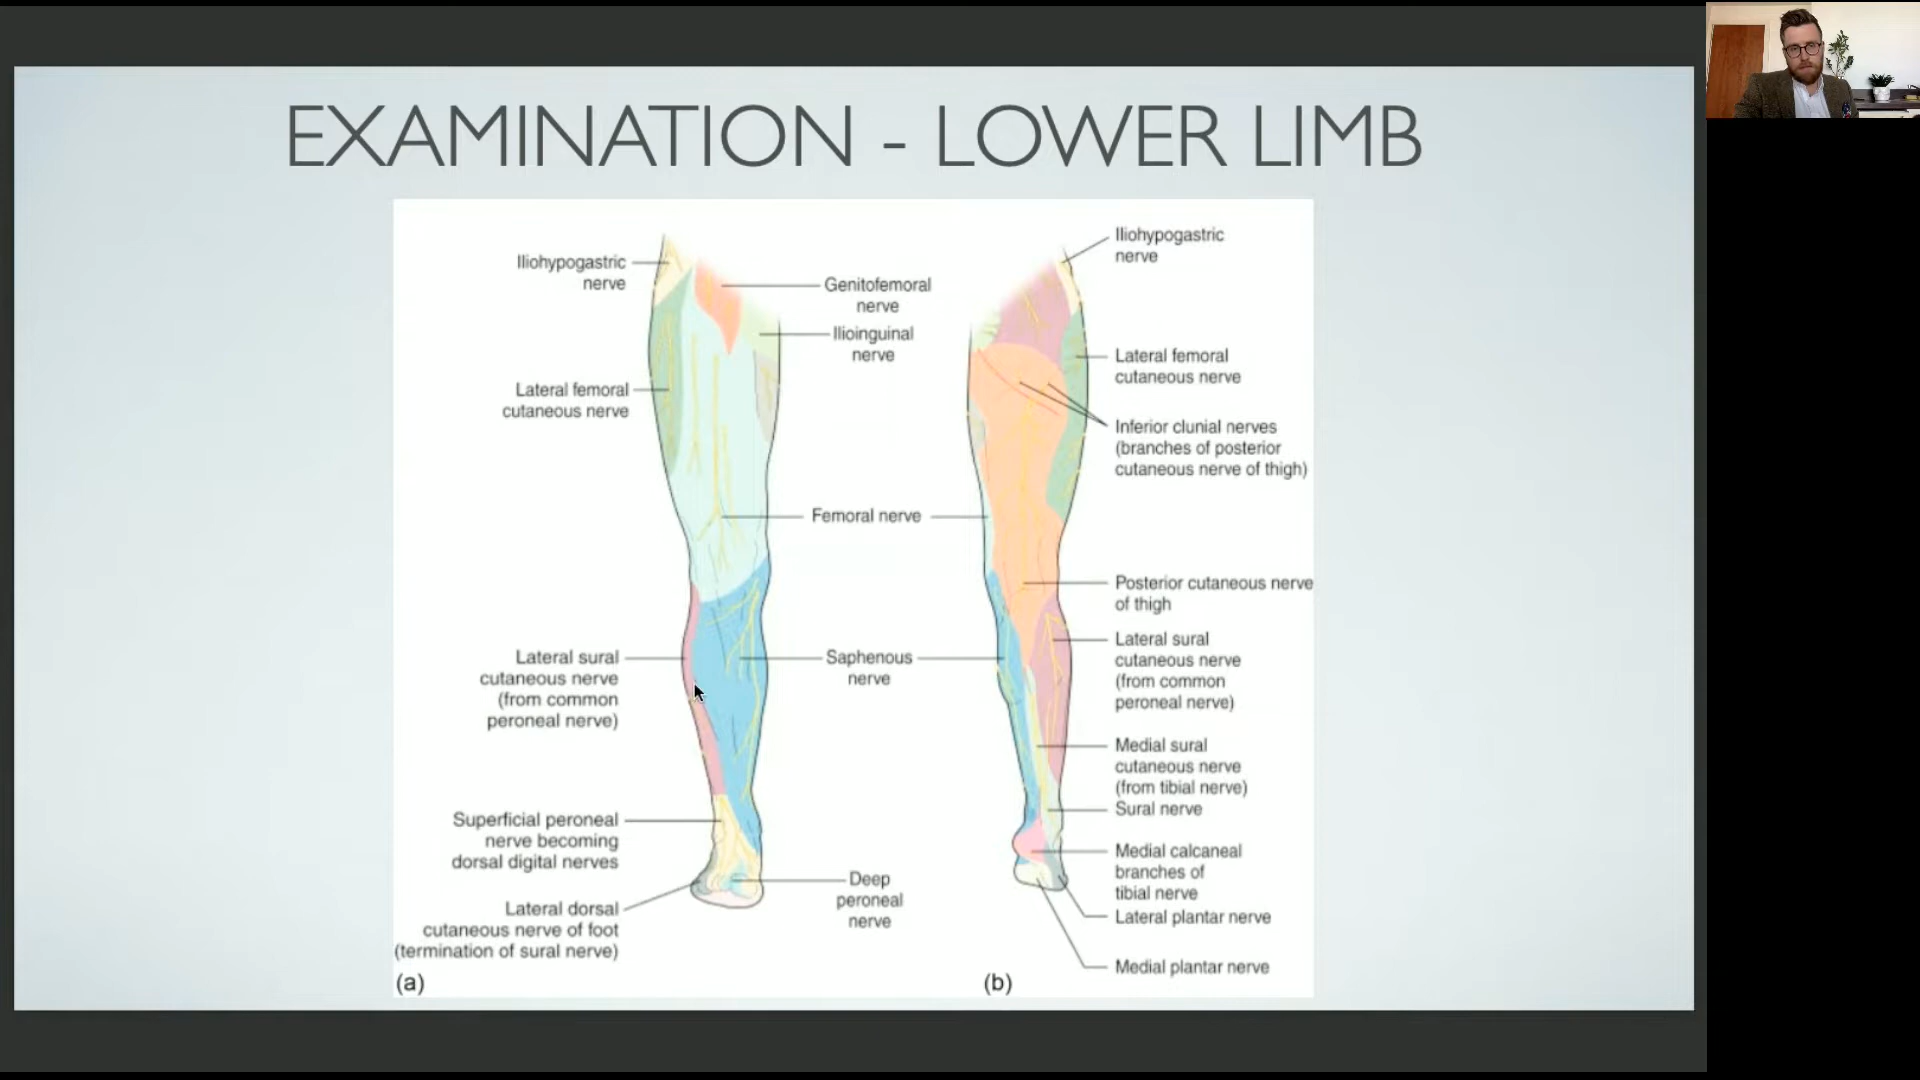 EXAMINATION - LOWER LIMB
Iliohypogastric
nerve
Genitofemoral
nerve
Ilioinguinal
nerve
Lateral femoral
cutaneous nerve
Femoral nerve
Lateral sural
cutaneous nerve
(from common
peroneal nerve)
Saphenous
nerve
Superficial peroneal
nerve becoming
dorsal digital nerves
Deep
peroneal
nerve
Lateral dorsal
cutaneous nerve of foot
(termination of sural nerve)
(a)
Iliohypogastric
nerve
Lateral femoral
cutaneous nerve
Inferior clunial nerves
(branches of posterior
cutaneous nerve of thigh)
Posterior cutaneous nerve
of thigh
Lateral sural
cutaneous nerve
(from common
peroneal nerve)
Medial sural
cutaneous nerve
(from tibial nerve)
Sural nerve
Medial calcaneal
branches of
tibial nerve
Lateral plantar nerve
Medial plantar nerve
(b)